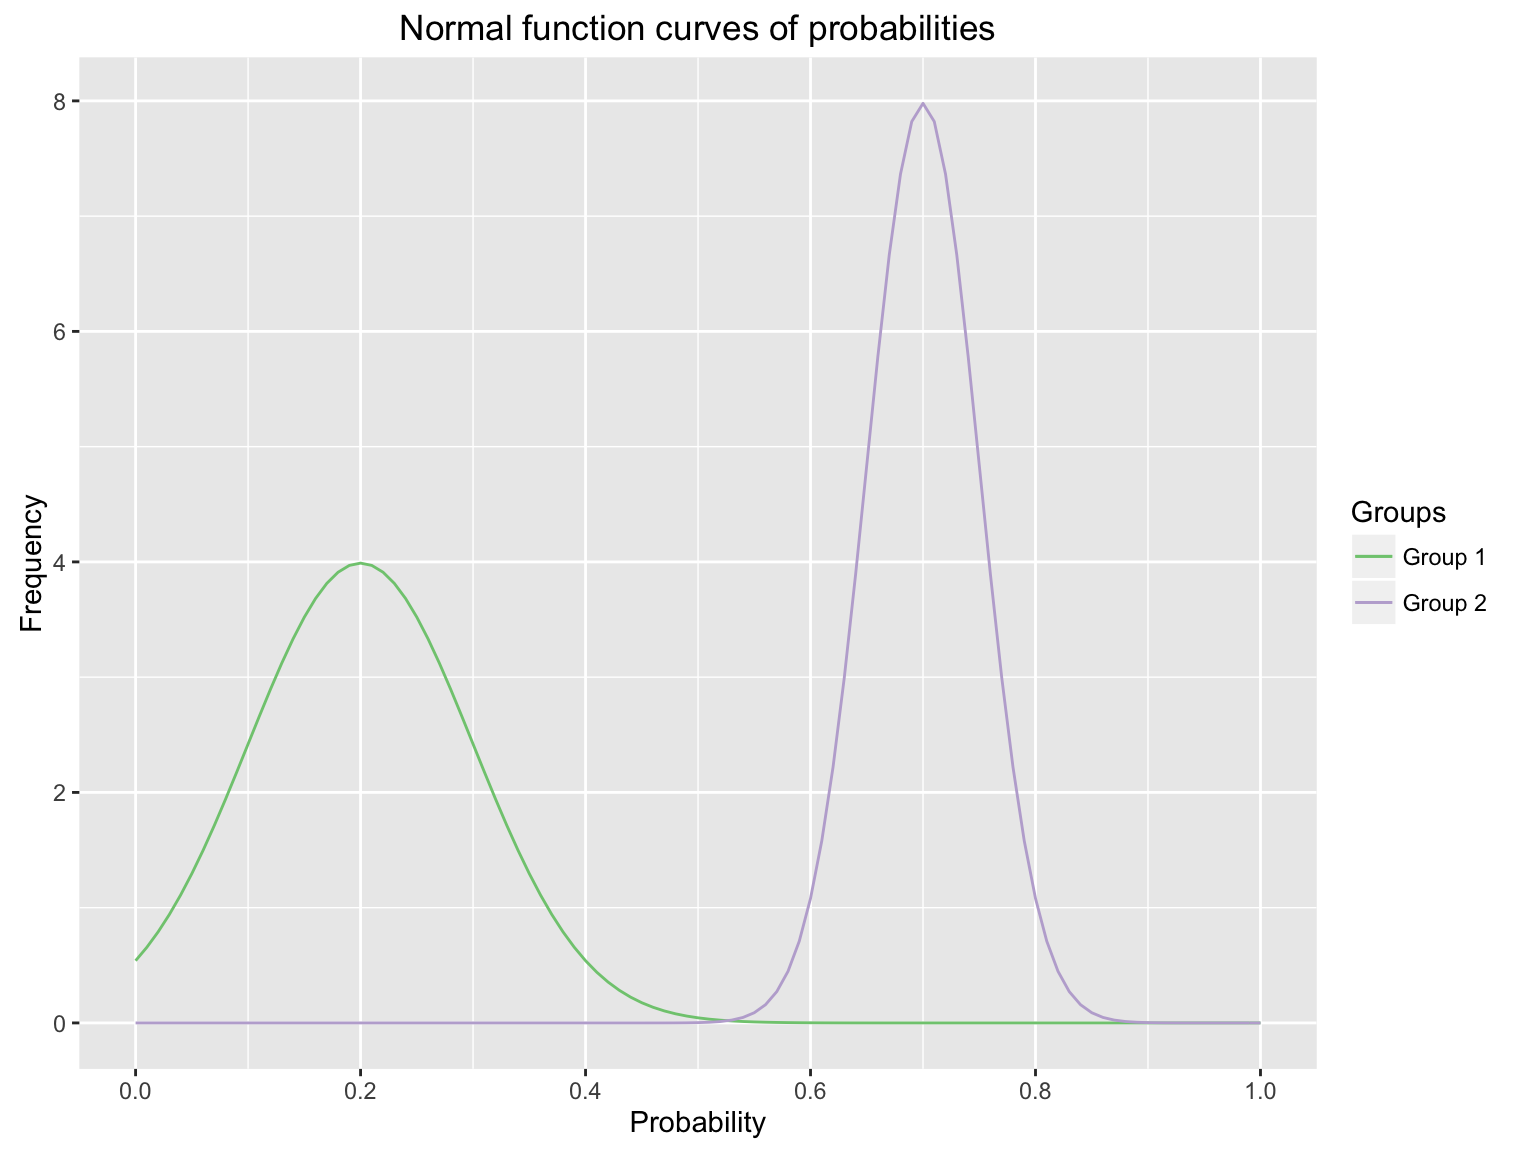 Normal function curves of probabilities
8
6
4
2
0
Frequency
0.0 0.2 0.4 0.6 0.8 1.0
Probability
Groups
Group 1
Group 2